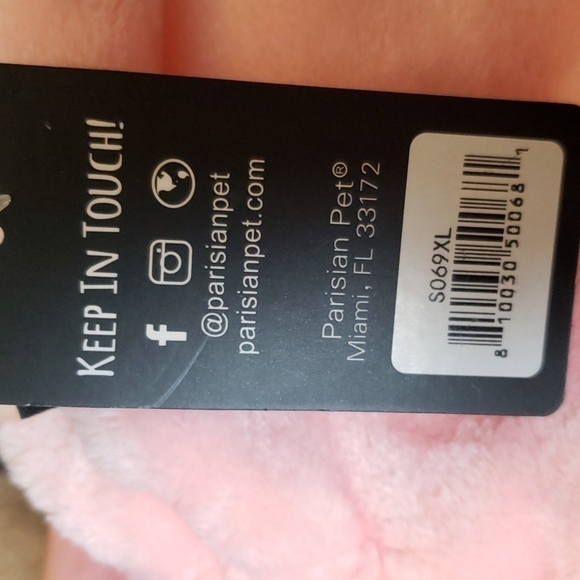 KEEP IN TOUCH!
f
@parisianpet
parisianpet.com
Parisian Pet®
Miami, FL 33172
S069XL
8 10030 50068 1